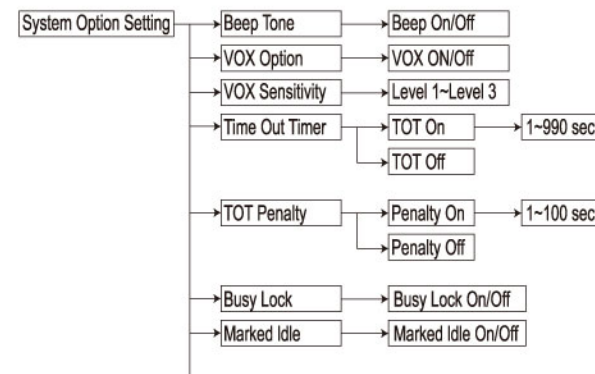 System Option Setting
Beep Tone
Beep On/Off
VOX Option
VOX ON/Off
VOX Sensitivity
Level 1~Level 3
Time Out Timer
TOT On
1~990 sec
TOT Off
TOT Penalty
Penalty On
1~100 sec
Penalty Off
Busy Lock
Busy Lock On/Off
Marked Idle
Marked Idle On/Off